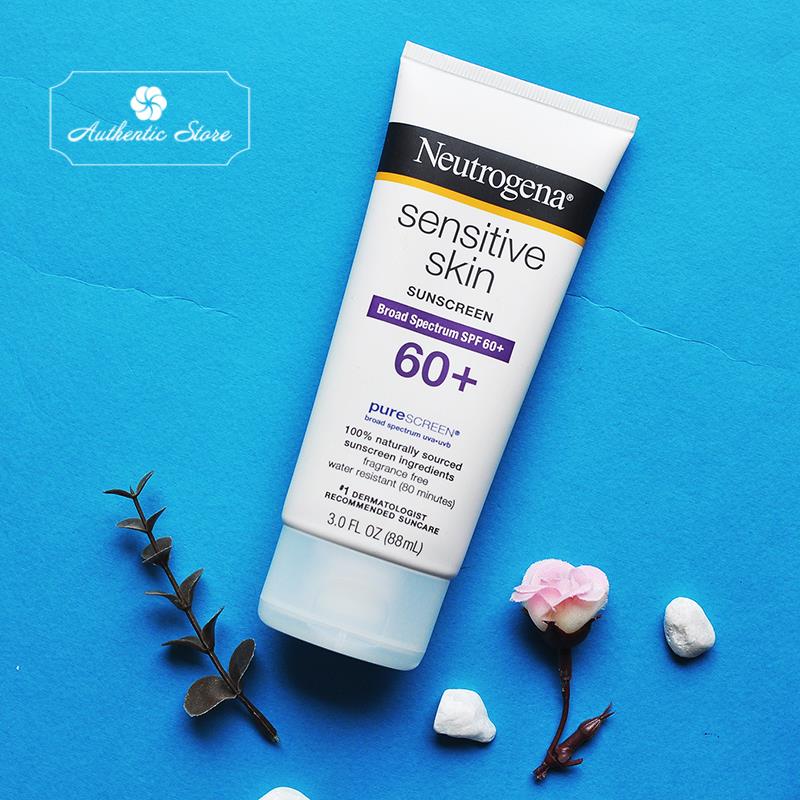 Authentic Store
Neutrogena®
sensitive
skin
SUNSCREEN
Broad Spectrum SPF 60+
60+
pureSCREEN®
broad spectrum uva•uvb
100% naturally sourced
sunscreen ingredients
fragrance free
water resistant (80 minutes)
#1 DERMATOLOGIST
RECOMMENDED SUNCARE
3.0 FL OZ (88mL)